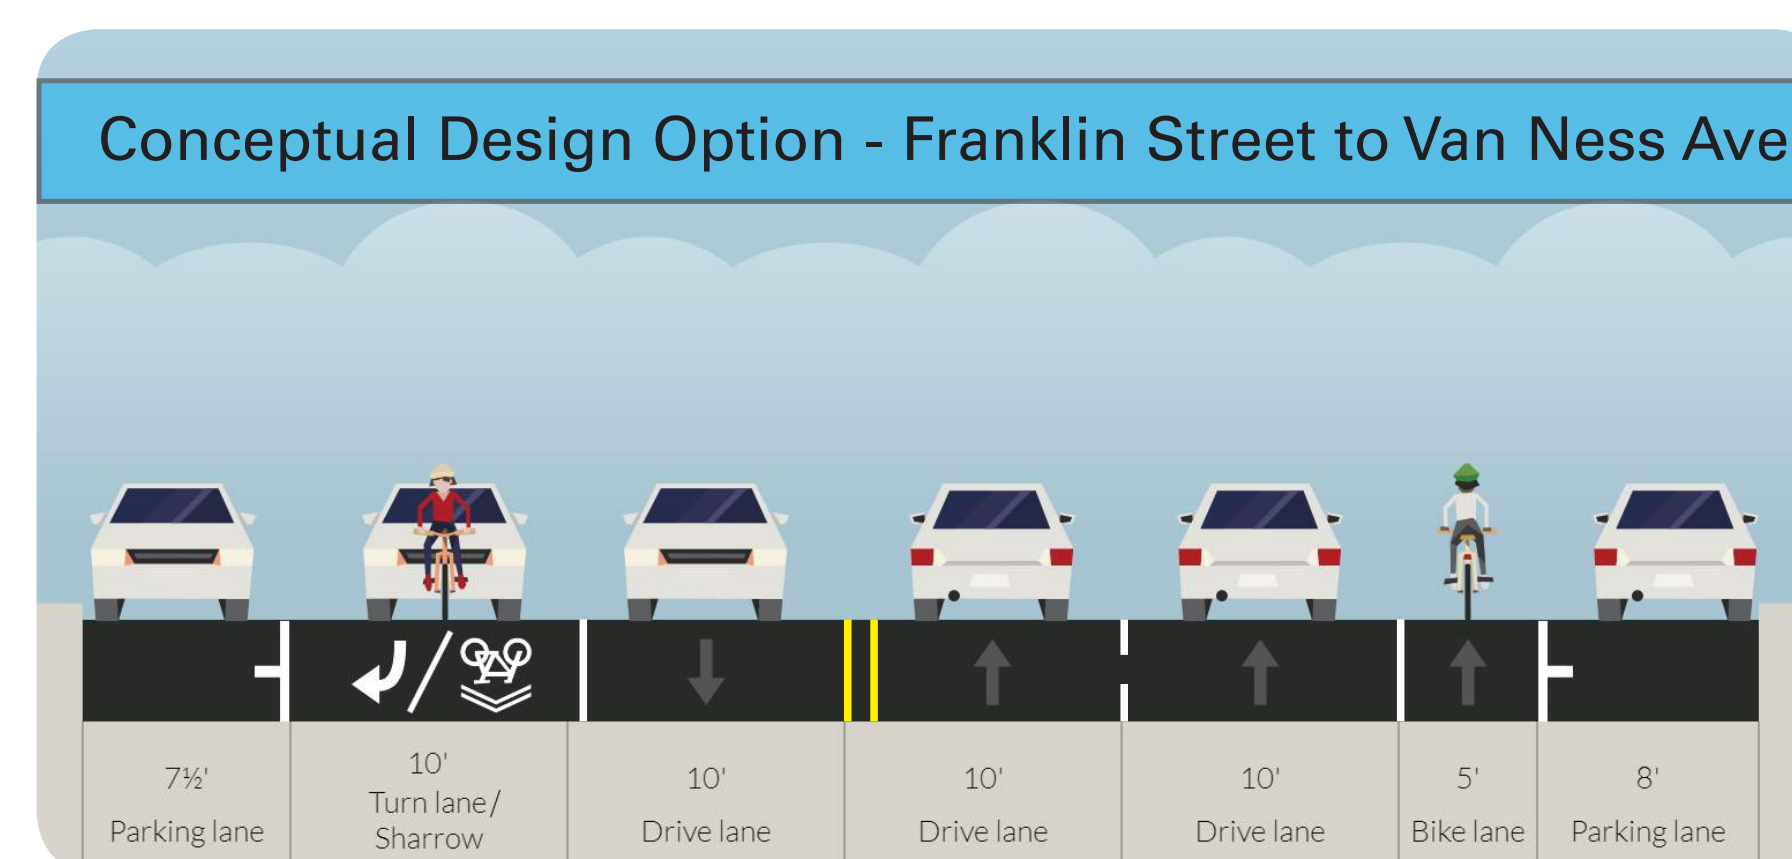 Conceptual Design Option - Franklin Street to Van Ness Ave
7½'
Parking lane
10'
Turn lane/
Sharrow
10'
Drive lane
10'
Drive lane
10'
Drive lane
5'
Bike lane
8'
Parking lane